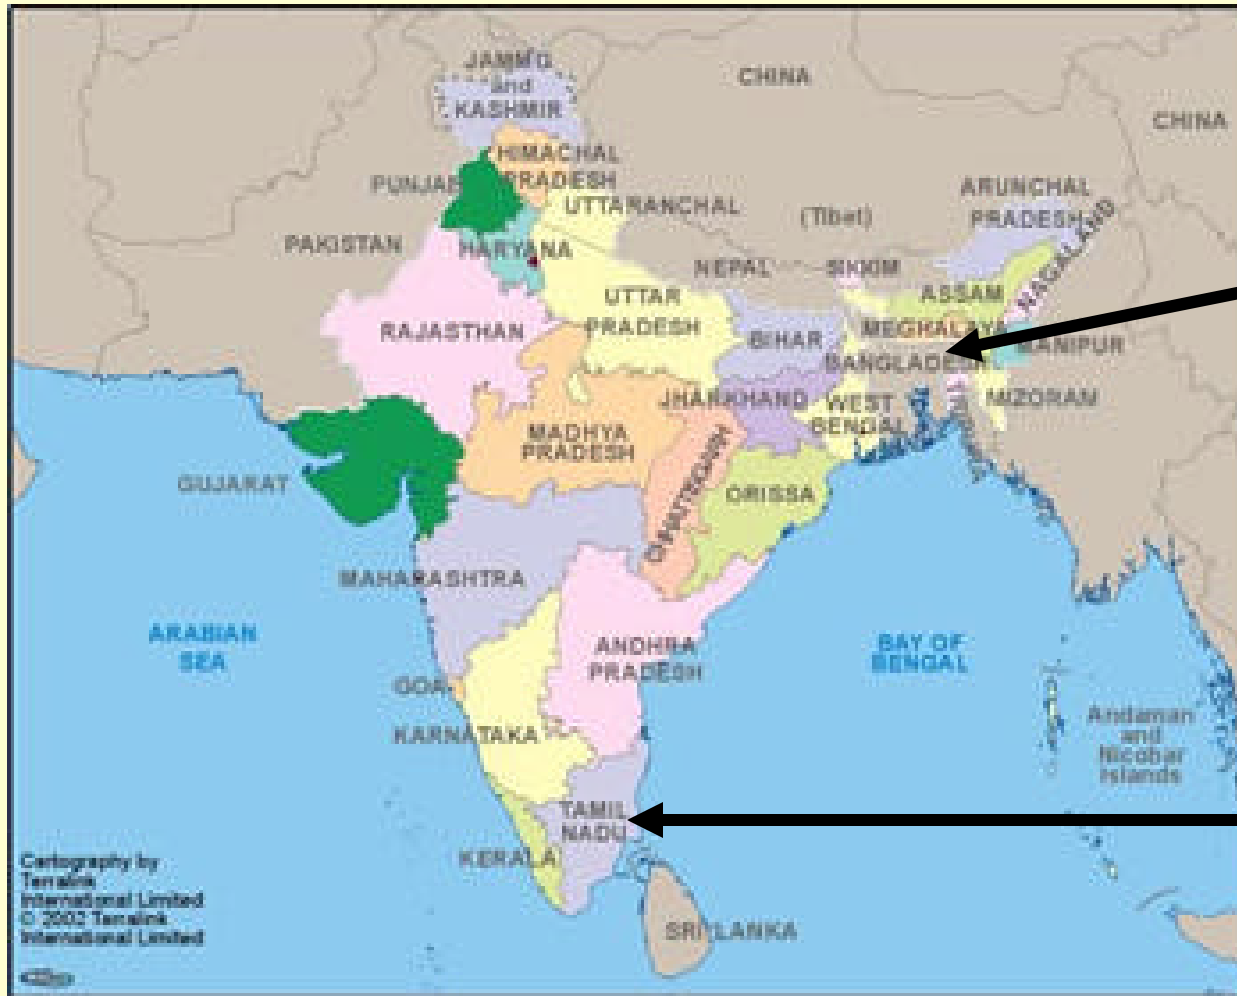 JAMMG
and
KASHMIR
CHINA
CHINA
HIMACHAL
PRADESH
PUNJAB
UTTARANCHAL
(Tibet)
ARUNCHAL
PRADESH
NAGALAND
PAKISTAN
HARYANA
NEPAL
SIKKIM
ASSAM
UTTAR
PRADESH
RAJASTHAN
BIHAR
MEGHALAYA
MANIPUR
BANGLADESH
JHARKHAND
WEST
BENGAL
MIZORAM
MADHYA
PRADESH
GUJARAT
ORISSA
MAHARASHTRA
ARABIAN
SEA
ANDHRA
PRADESH
BAY OF
BENGAL
GOA
KARNATAKA
Andaman
and
Nicobar
Islands
TAMIL
NADU
KERALA
SRI LANKA
Cartography by
Terralink
International Limited
© 2002 Terralink
International Limited